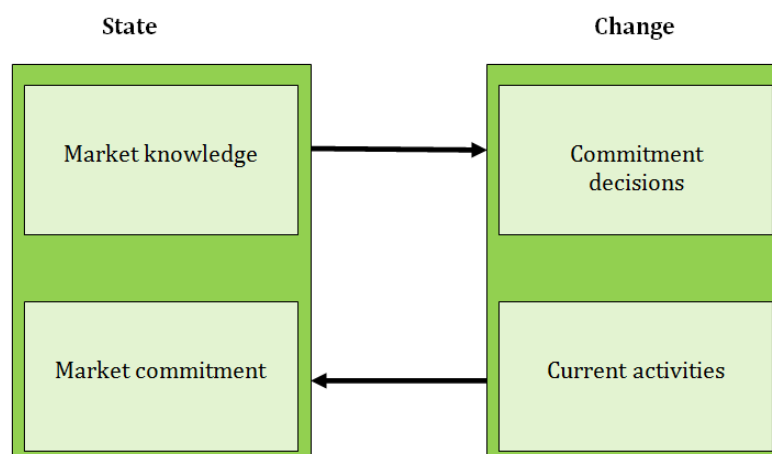 State
Change
Market knowledge
Commitment
decisions
Market commitment
Current activities